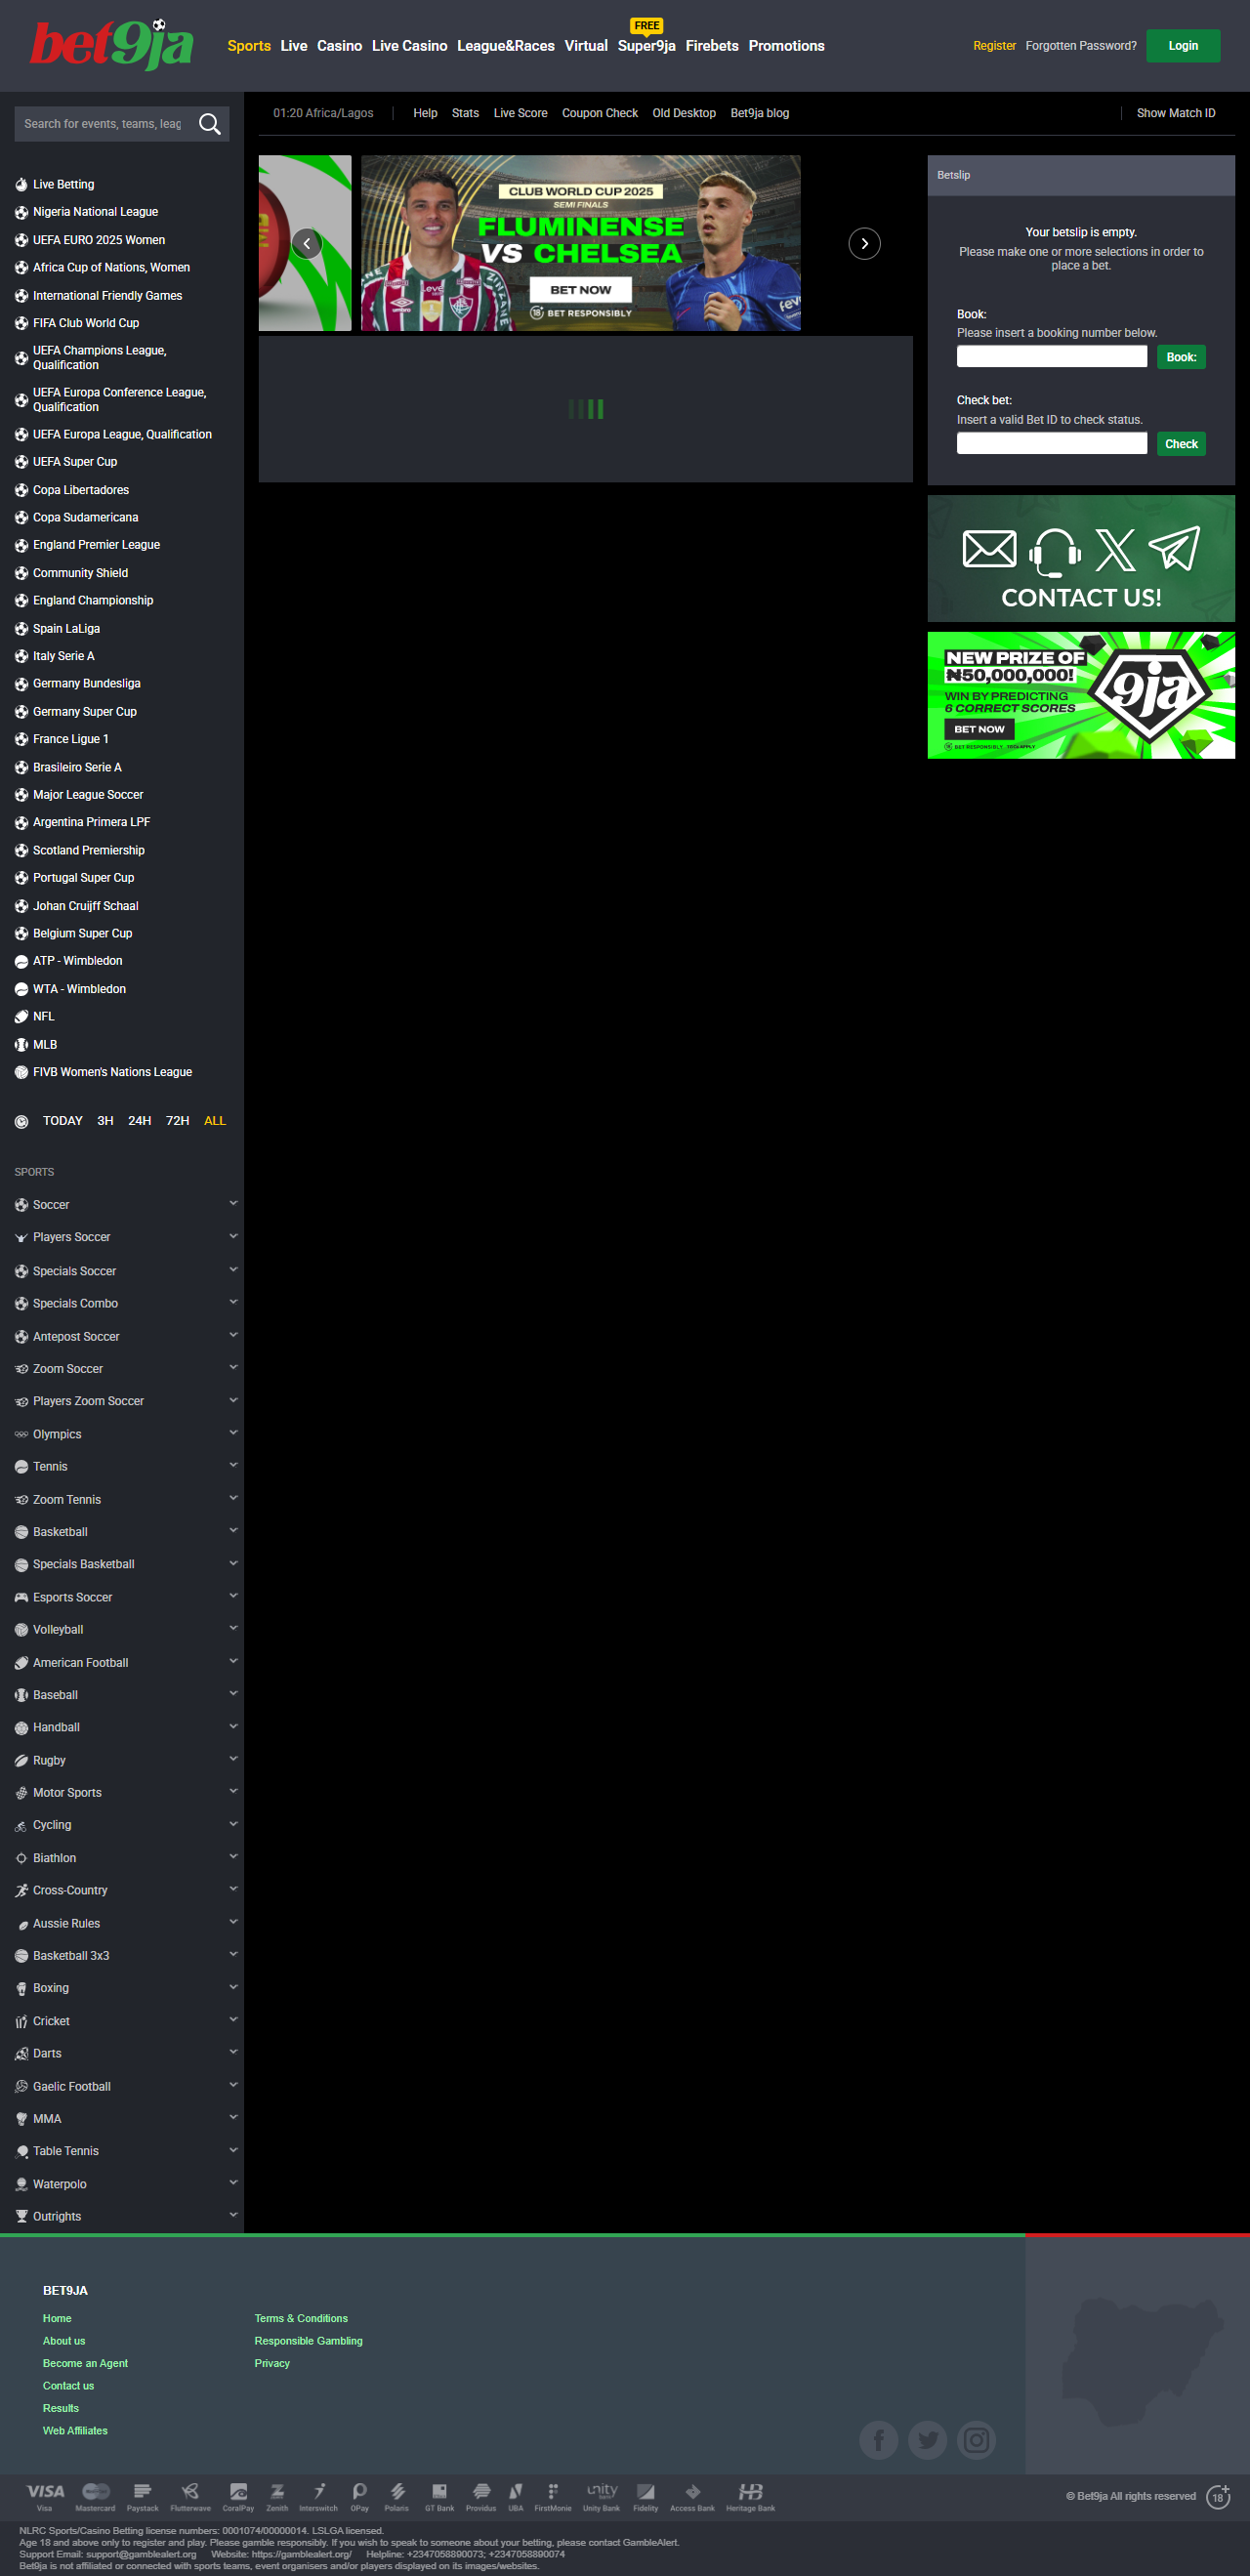 bet9ja
Sports Live Casino Live Casino League&Races Virtual Super9ja Firebets Promotions
FREE
Register Forgotten Password? Login
Search for events, teams, leag
01:20 Africa/Lagos Help Stats Live Score Coupon Check Old Desktop Bet9ja blog Show Match ID
Live Betting
Nigeria National League
UEFA EURO 2025 Women
Africa Cup of Nations, Women
International Friendly Games
FIFA Club World Cup
UEFA Champions League,
Qualification
UEFA Europa Conference League,
Qualification
UEFA Europa League, Qualification
UEFA Super Cup
Copa Libertadores
Copa Sudamericana
England Premier League
Community Shield
England Championship
Spain LaLiga
Italy Serie A
Germany Bundesliga
Germany Super Cup
France Ligue 1
Brasileiro Serie A
Major League Soccer
Argentina Primera LPF
Scotland Premiership
Portugal Super Cup
Johan Cruijff Schaal
Belgium Super Cup
ATP - Wimbledon
WTA - Wimbledon
NFL
MLB
FIVB Women's Nations League
TODAY 3H 24H 72H ALL
SPORTS
Soccer
Players Soccer
Specials Soccer
Specials Combo
Antepost Soccer
Zoom Soccer
Players Zoom Soccer
Olympics
Tennis
Zoom Tennis
Basketball
Specials Basketball
Esports Soccer
Volleyball
American Football
Baseball
Handball
Rugby
Motor Sports
Cycling
Biathlon
Cross-Country
Aussie Rules
Basketball 3x3
Boxing
Cricket
Darts
Gaelic Football
MMA
Table Tennis
Waterpolo
Outrights
CLUB WORLD CUP 2025
SEMI FINALS
FLUMINENSE
VS CHELSEA
BET NOW
18+ BET RESPONSIBLY
Betslip
Your betslip is empty.
Please make one or more selections in order to
place a bet.
Book:
Please insert a booking number below.
Book:
Check bet:
Insert a valid Bet ID to check status.
Check
CONTACT US!
NEW PRIZE OF
₦50,000,000!
WIN BY PREDICTING
6 CORRECT SCORES
BET NOW
BET RESPONSIBLY T&Cs APPLY
9ja
BET9JA
Home
About us
Become an Agent
Contact us
Results
Web Affiliates
Terms & Conditions
Responsible Gambling
Privacy
VISA unity HB
Visa Mastercard Paystack Flutterwave CoralPay Zenith Interswitch OPay Polaris GT Bank Providus UBA FirstMonie Unity Bank Fidelity Access Bank Heritage Bank
© Bet9ja All rights reserved 18+
NLRC Sports/Casino Betting license numbers: 0001074/00000014. LSLGA licensed.
Age 18 and above only to register and play. Please gamble responsibly. If you wish to speak to someone about your betting, please contact GambleAlert.
Support Email: support@gamblealert.org Website: https://gamblealert.org/ Helpline: +2347058890073; +2347058890074
Bet9ja is not affiliated or connected with sports teams, event organisers and/or players displayed on its images/websites.